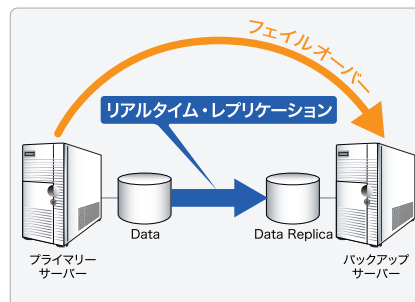 フェイルオーバー
リアルタイム・レプリケーション
Data
Data Replica
プライマリー
サーバー
バックアップ
サーバー